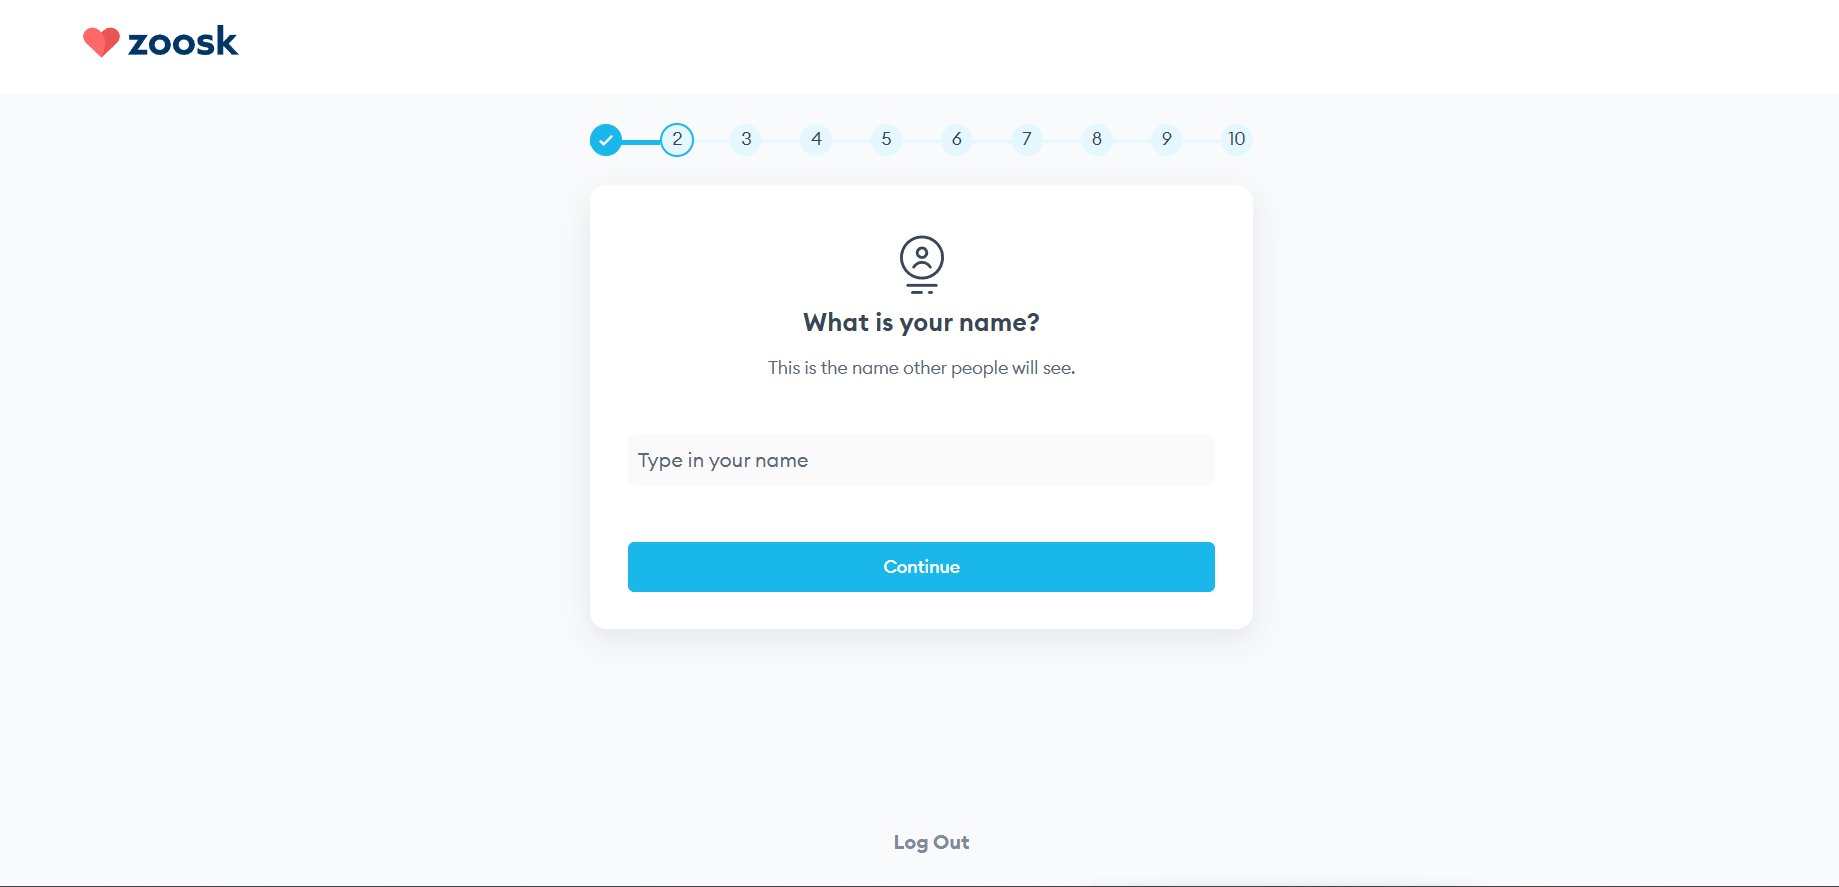 zoosk
2 3 4 5 6 7 8 9 10
What is your name?
This is the name other people will see.
Type in your name
Continue
Log Out